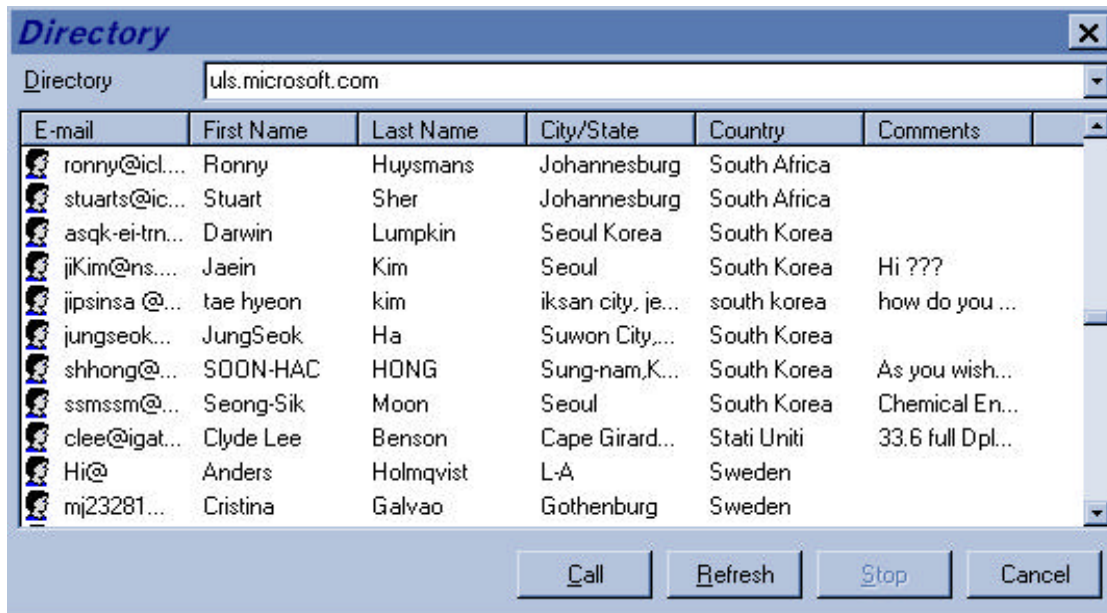 Directory
Directory uls.microsoft.com
E-mail First Name Last Name City/State Country Comments
ronny@icl.... Ronny Huysmans Johannesburg South Africa
stuarts@ic... Stuart Sher Johannesburg South Africa
asqk-ei-trn... Darwin Lumpkin Seoul Korea South Korea
jiKim@ns.... Jaein Kim Seoul South Korea Hi ???
jipsinsa @... tae hyeon kim iksan city, je... south korea how do you ...
jungseok... JungSeok Ha Suwon City,... South Korea
shhong@... SOON-HAC HONG Sung-nam,K... South Korea As you wish...
ssmssm@... Seong-Sik Moon Seoul South Korea Chemical En...
clee@igat... Clyde Lee Benson Cape Girard... Stati Uniti 33.6 full Dpl...
Hi@ Anders Holmqvist L-A Sweden
mj23281... Cristina Galvao Gothenburg Sweden
Call Refresh Stop Cancel